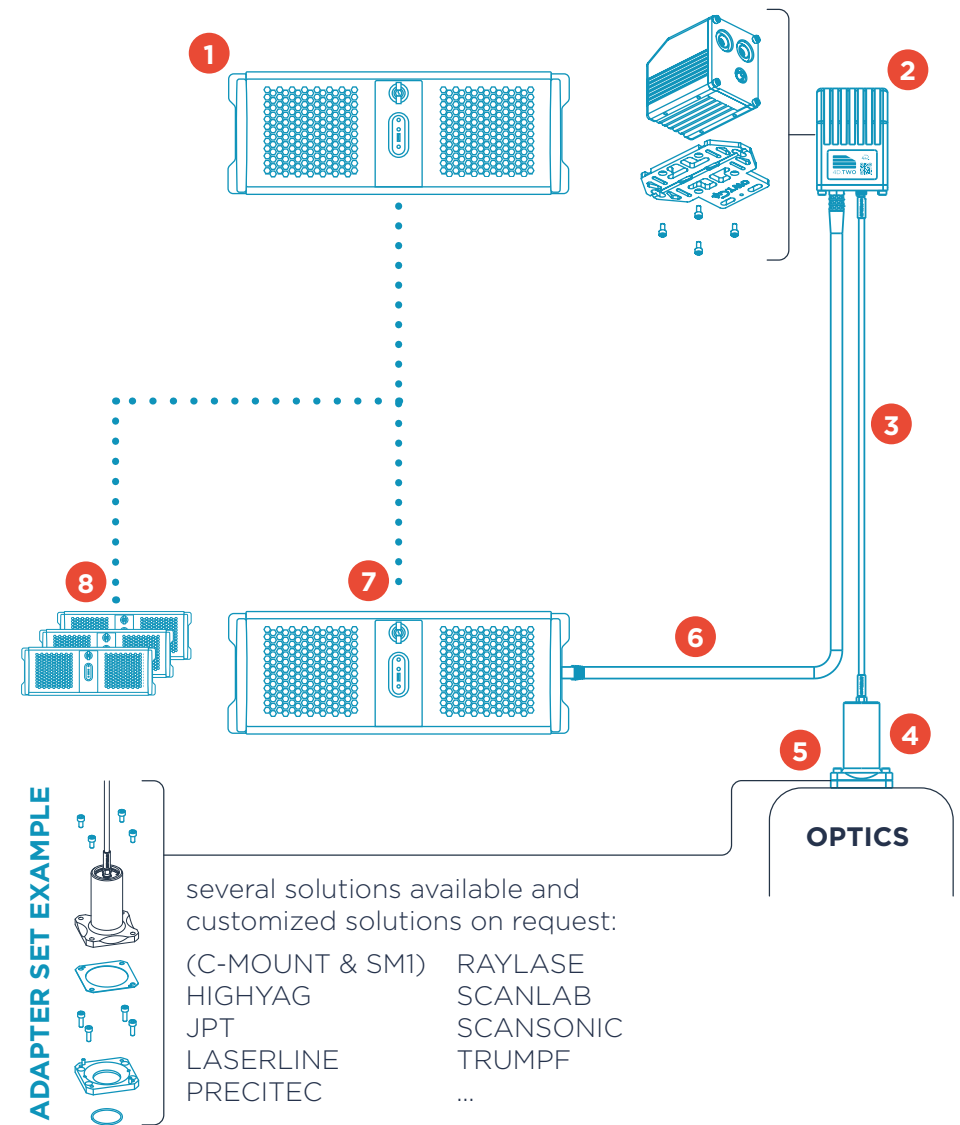 1
2
TWO
3
8
7
6
4
5
OPTICS
ADAPTER SET EXAMPLE
several solutions available and
customized solutions on request:
(C-MOUNT & SM1) RAYLASE
HIGHYAG SCANLAB
JPT SCANSONIC
LASERLINE TRUMPF
PRECITEC ...